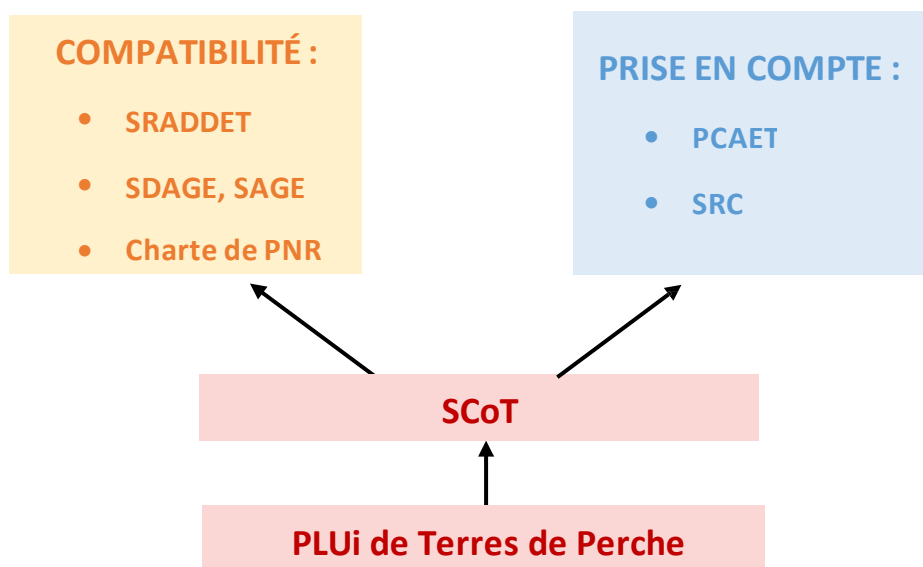 COMPATIBILITÉ :
• SRADDET
• SDAGE, SAGE
• Charte de PNR
PRISE EN COMPTE :
• PCAET
• SRC
SCoT
PLUi de Terres de Perche